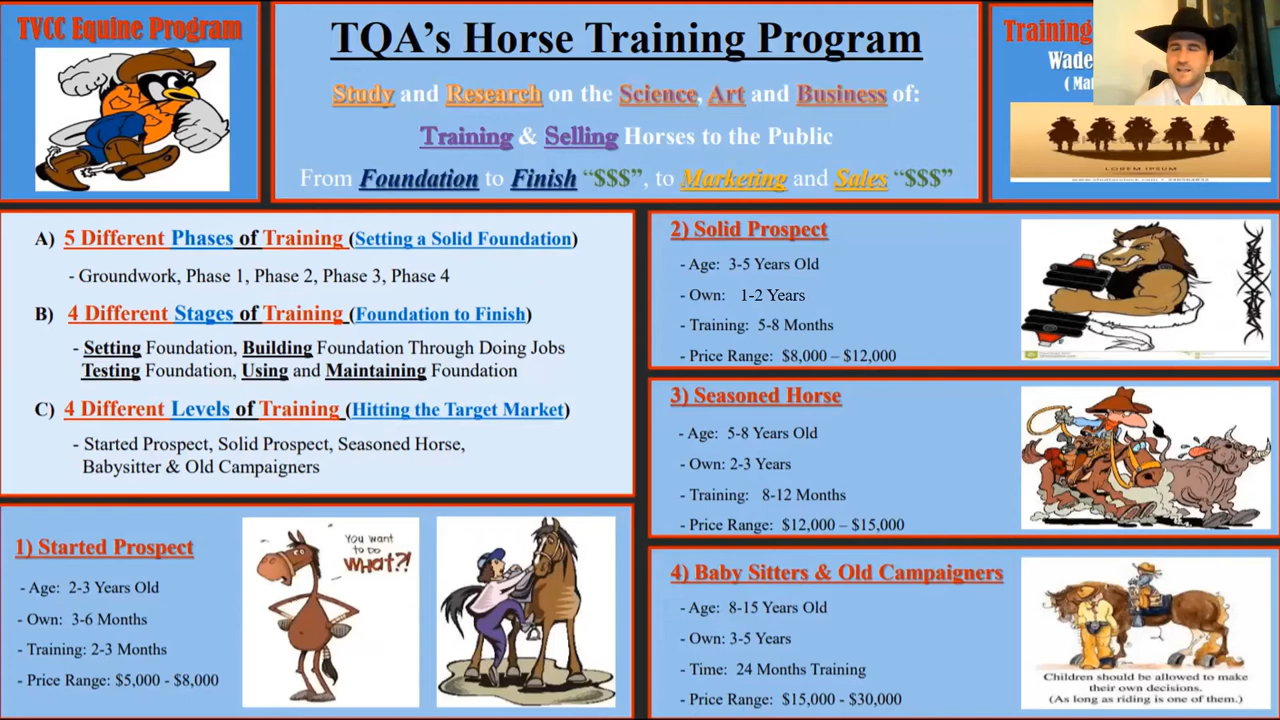 TVCC Equine Program
TQA's Horse Training Program
Study and Research on the Science, Art and Business of:
Training & Selling Horses to the Public
From Foundation to Finish “$$$”, to Marketing and Sales “$$$”
Training
Wade
( Mat
LOREM IPSUM
A) 5 Different Phases of Training (Setting a Solid Foundation)
- Groundwork, Phase 1, Phase 2, Phase 3, Phase 4
B) 4 Different Stages of Training (Foundation to Finish)
- Setting Foundation, Building Foundation Through Doing Jobs
Testing Foundation, Using and Maintaining Foundation
C) 4 Different Levels of Training (Hitting the Target Market)
- Started Prospect, Solid Prospect, Seasoned Horse,
Babysitter & Old Campaigners
1) Started Prospect
- Age: 2-3 Years Old
- Own: 3-6 Months
- Training: 2-3 Months
- Price Range: $5,000 - $8,000
You want
to do
WHAT?!
2) Solid Prospect
- Age: 3-5 Years Old
- Own: 1-2 Years
- Training: 5-8 Months
- Price Range: $8,000 – $12,000
3) Seasoned Horse
- Age: 5-8 Years Old
- Own: 2-3 Years
- Training: 8-12 Months
- Price Range: $12,000 – $15,000
4) Baby Sitters & Old Campaigners
- Age: 8-15 Years Old
- Own: 3-5 Years
- Time: 24 Months Training
- Price Range: $15,000 - $30,000
Children should be allowed to make
their own decisions.
(As long as riding is one of them.)